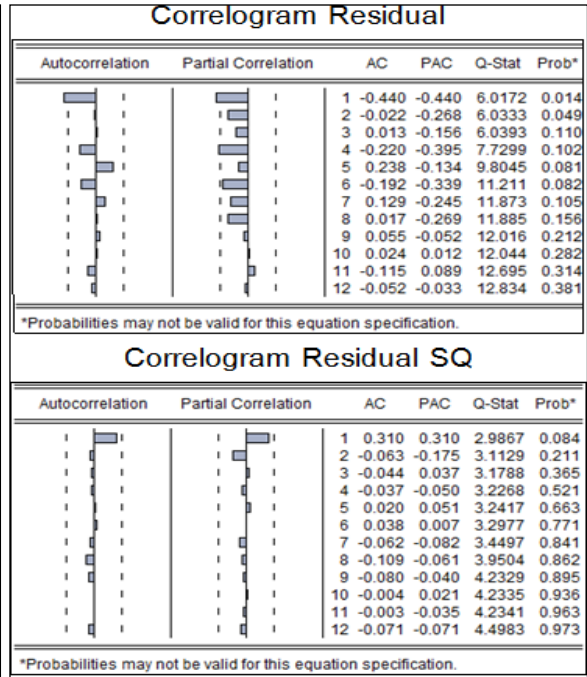 Correlogram Residual
Autocorrelation Partial Correlation AC PAC Q-Stat Prob*
1 -0.440 -0.440 6.0172 0.014
2 -0.022 -0.268 6.0333 0.049
3 0.013 -0.156 6.0393 0.110
4 -0.220 -0.395 7.7299 0.102
5 0.238 -0.134 9.8045 0.081
6 -0.192 -0.339 11.211 0.082
7 0.129 -0.245 11.873 0.105
8 0.017 -0.269 11.885 0.156
9 0.055 -0.052 12.016 0.212
10 0.024 0.012 12.044 0.282
11 -0.115 0.089 12.695 0.314
12 -0.052 -0.033 12.834 0.381
*Probabilities may not be valid for this equation specification.
Correlogram Residual SQ
Autocorrelation Partial Correlation AC PAC Q-Stat Prob*
1 0.310 0.310 2.9867 0.084
2 -0.063 -0.175 3.1129 0.211
3 -0.044 0.037 3.1788 0.365
4 -0.037 -0.050 3.2268 0.521
5 0.020 0.051 3.2417 0.663
6 0.038 0.007 3.2977 0.771
7 -0.062 -0.082 3.4497 0.841
8 -0.109 -0.061 3.9504 0.862
9 -0.080 -0.040 4.2329 0.895
10 -0.004 0.021 4.2335 0.936
11 -0.003 -0.035 4.2341 0.963
12 -0.071 -0.071 4.4983 0.973
*Probabilities may not be valid for this equation specification.